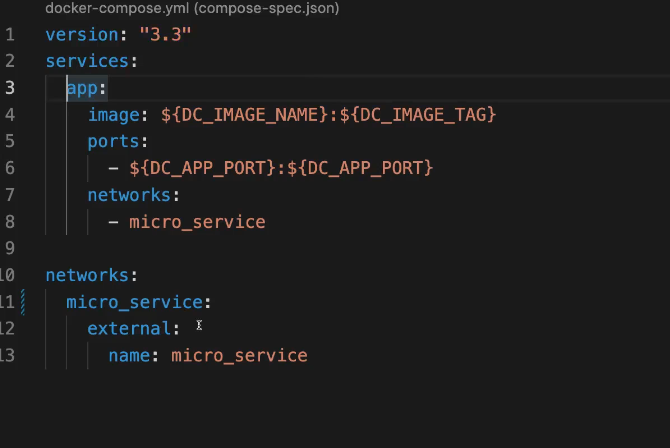 docker-compose.yml (compose-spec.json)
1 version: "3.3"
2 services:
3 app:
4 image: ${DC_IMAGE_NAME}:${DC_IMAGE_TAG}
5 ports:
6 - ${DC_APP_PORT}:${DC_APP_PORT}
7 networks:
8 - micro_service
9
10 networks:
11 micro_service:
12 external:
13 name: micro_service